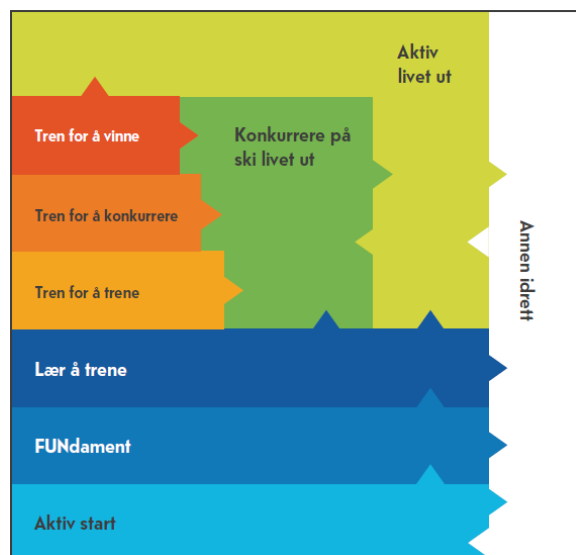 Aktiv
livet ut
Tren for å vinne
Konkurrere på
ski livet ut
Tren for å konkurrere
Annen idrett
Tren for å trene
Lær å trene
FUNdament
Aktiv start